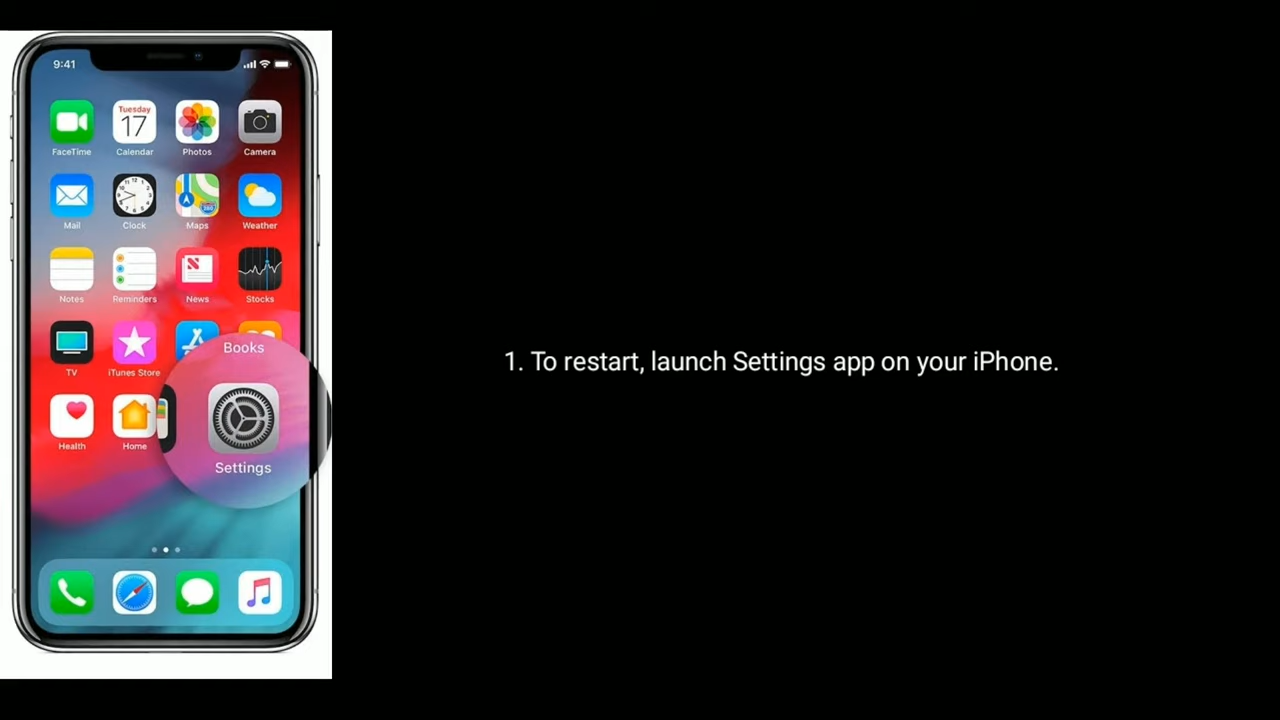 9:41
Tuesday
17
FaceTime Calendar Photos Camera
Mail Clock Maps Weather
Notes Reminders News Stocks
Books
TV iTunes Store
Health Home
Settings
1. To restart, launch Settings app on your iPhone.